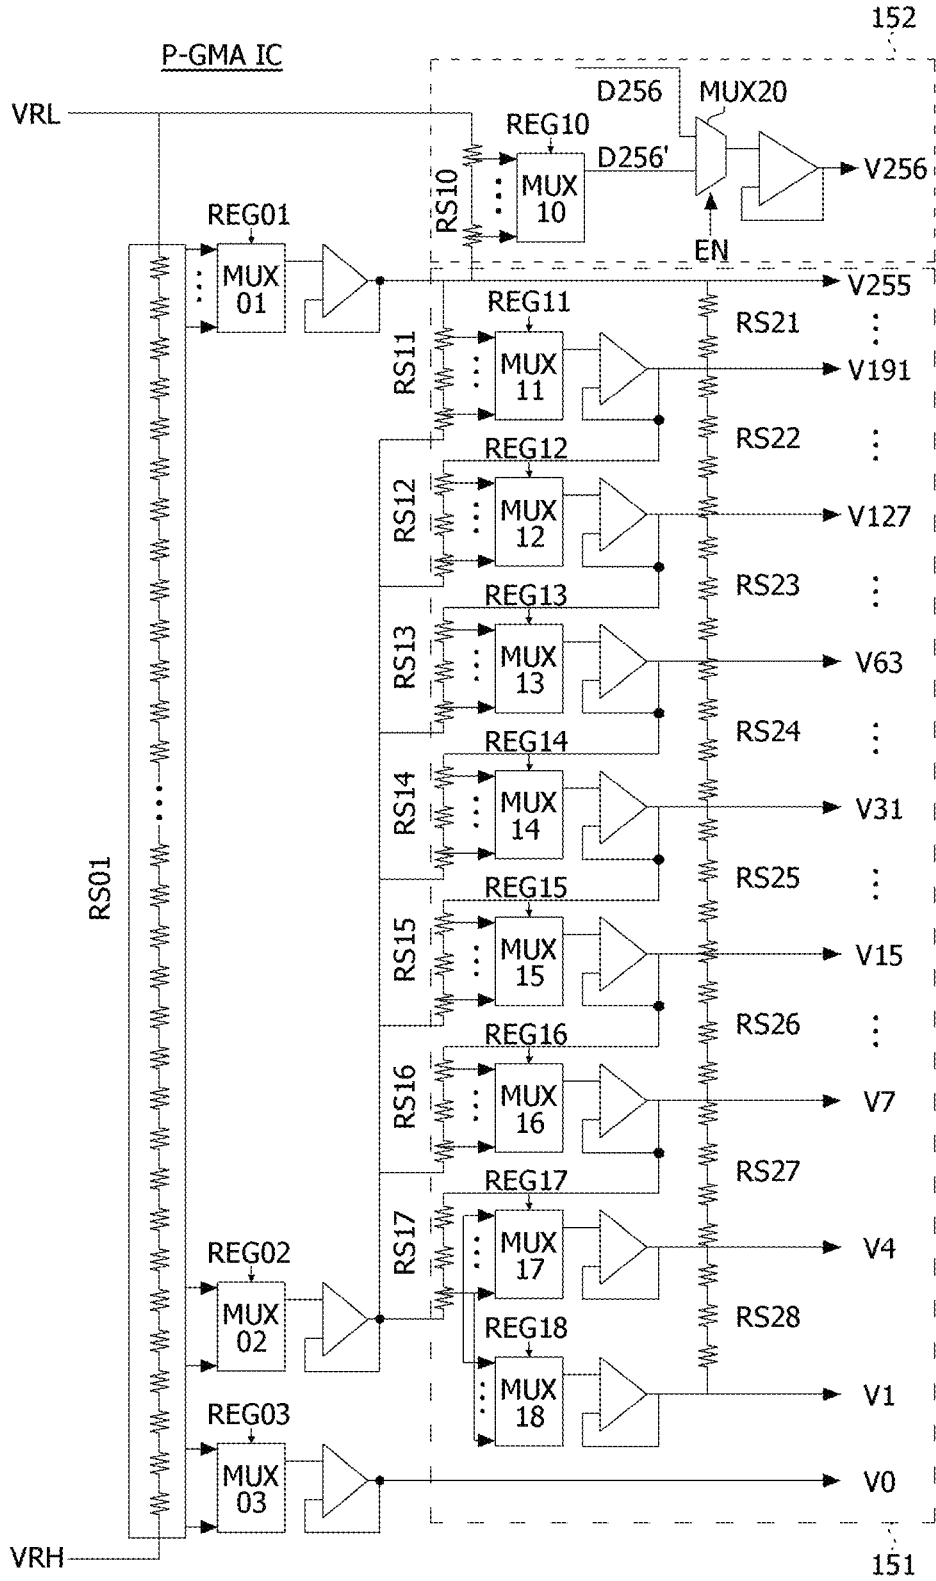 152
P-GMA IC
VRL
D256
MUX20
REG10
D256'
MUX
10
V256
RS10
EN
REG01
MUX
01
V255
REG11
RS21
RS11
MUX
11
V191
RS22
REG12
RS12
MUX
12
V127
RS23
REG13
RS13
MUX
13
V63
RS24
REG14
RS14
MUX
14
V31
RS01
RS25
REG15
RS15
MUX
15
V15
RS26
REG16
RS16
MUX
16
V7
RS27
REG17
RS17
MUX
17
V4
REG02
MUX
02
RS28
REG18
MUX
18
V1
REG03
MUX
03
V0
VRH
151